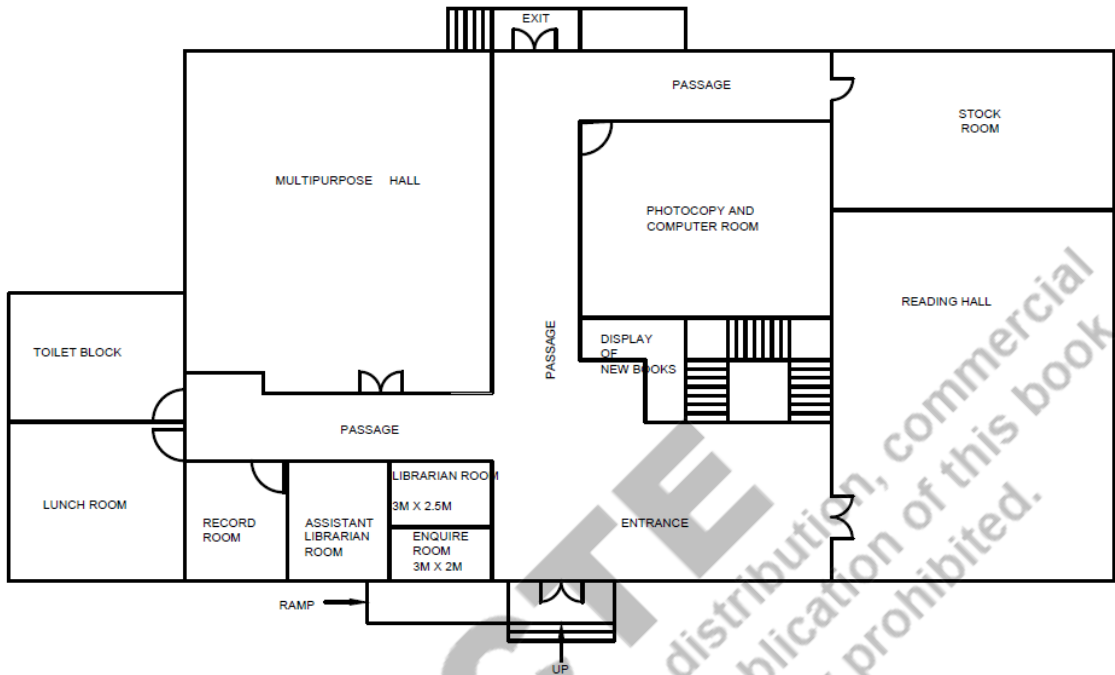 EXIT
PASSAGE
STOCK
ROOM
MULTIPURPOSE HALL
PHOTOCOPY AND
COMPUTER ROOM
READING HALL
TOILET BLOCK
PASSAGE
DISPLAY
OF
NEW BOOKS
PASSAGE
LUNCH ROOM
RECORD
ROOM
ASSISTANT
LIBRARIAN
ROOM
LIBRARIAN ROOM
3M X 2.5M
ENQUIRE
ROOM
3M X 2M
ENTRANCE
RAMP
UP
CTE
distribution, commercial
blication of this book
prohibited.